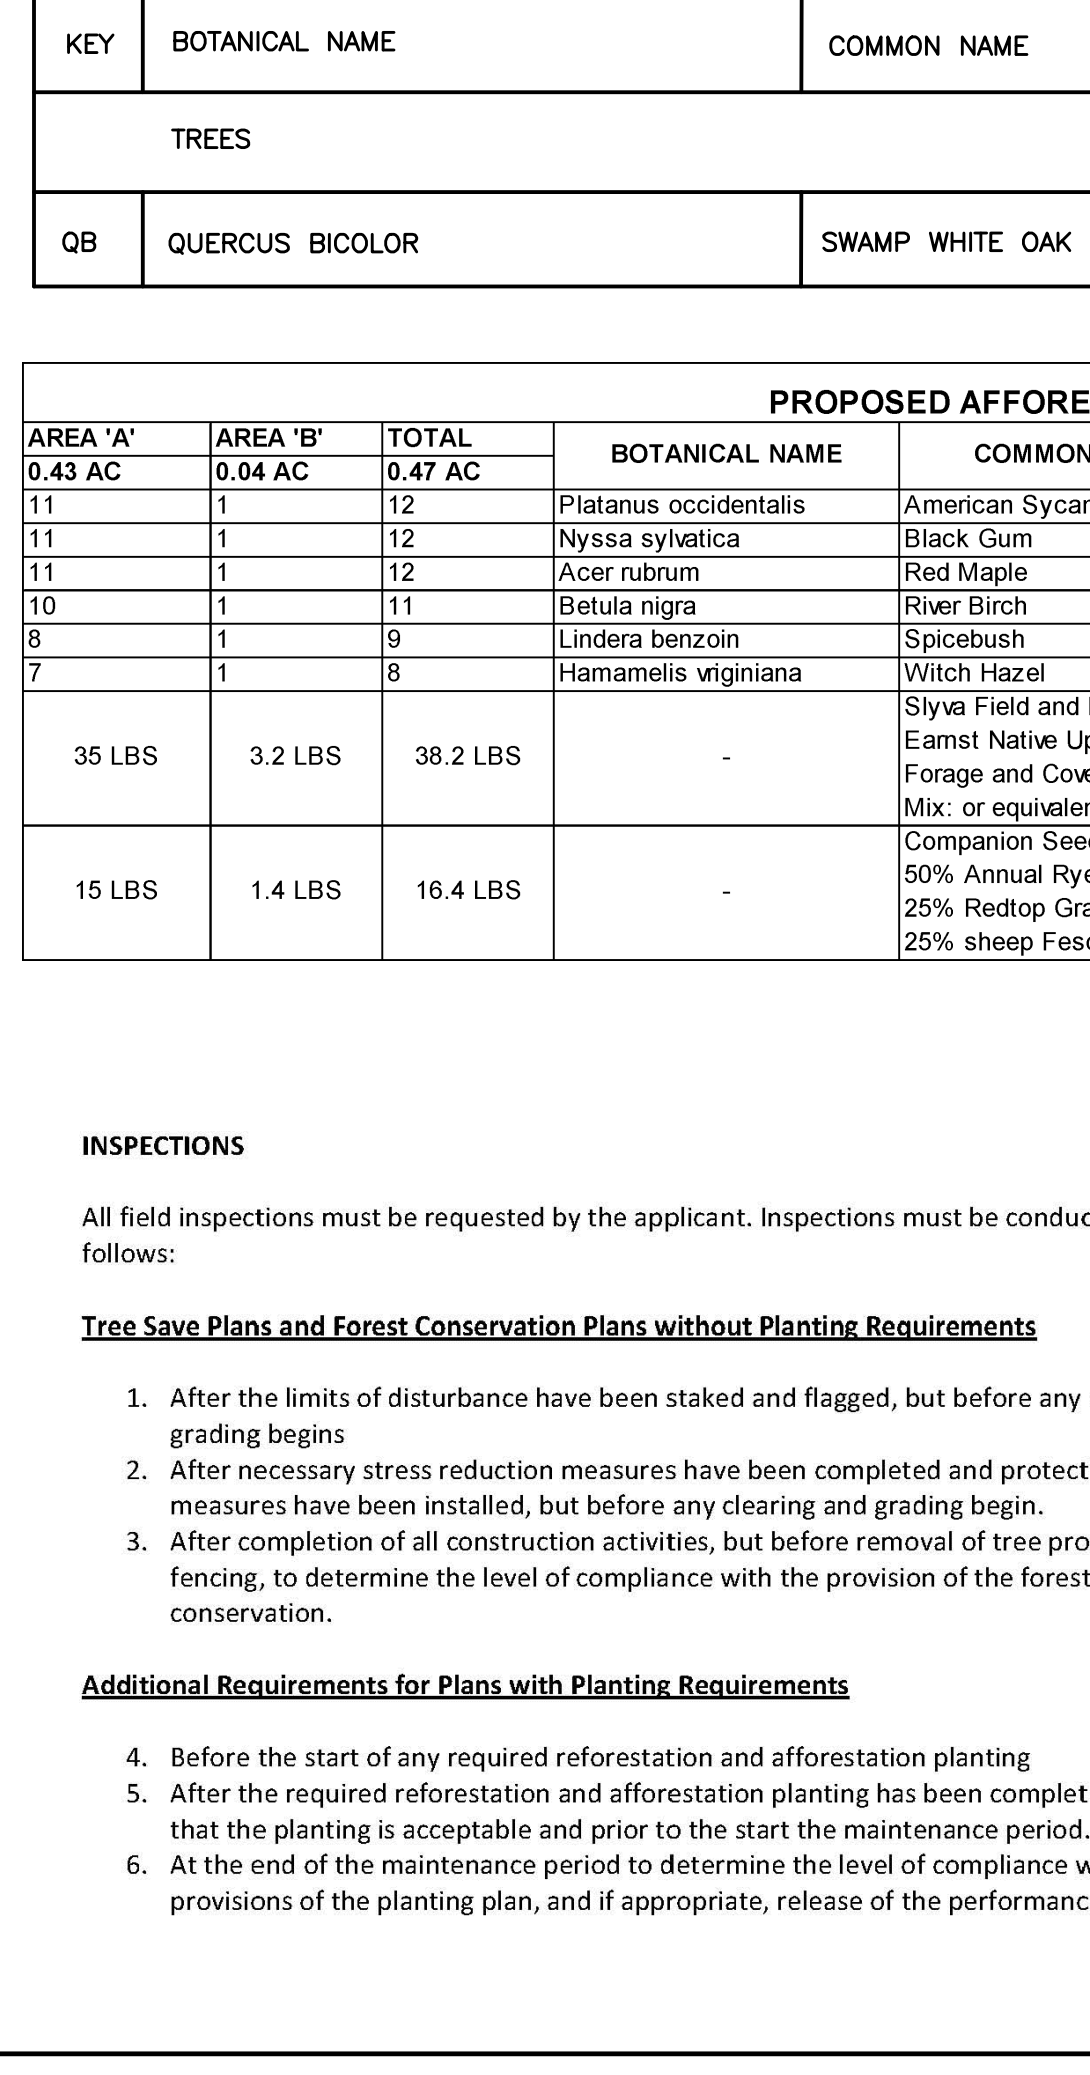 KEY BOTANICAL NAME COMMON NAME
TREES
QB QUERCUS BICOLOR SWAMP WHITE OAK
PROPOSED AFFORE
AREA 'A' AREA 'B' TOTAL BOTANICAL NAME COMMON
0.43 AC 0.04 AC 0.47 AC
11 1 12 Platanus occidentalis American Sycar
11 1 12 Nyssa sylvatica Black Gum
11 1 12 Acer rubrum Red Maple
10 1 11 Betula nigra River Birch
8 1 9 Lindera benzoin Spicebush
7 1 8 Hamamelis vriginiana Witch Hazel
35 LBS 3.2 LBS 38.2 LBS - Slyva Field and
Earnst Native Up
Forage and Cove
Mix: or equivalen
15 LBS 1.4 LBS 16.4 LBS - Companion See
50% Annual Rye
25% Redtop Gra
25% sheep Fesc
INSPECTIONS
All field inspections must be requested by the applicant. Inspections must be conduc
follows:
Tree Save Plans and Forest Conservation Plans without Planting Requirements
1. After the limits of disturbance have been staked and flagged, but before any
grading begins
2. After necessary stress reduction measures have been completed and protect
measures have been installed, but before any clearing and grading begin.
3. After completion of all construction activities, but before removal of tree pro
fencing, to determine the level of compliance with the provision of the forest
conservation.
Additional Requirements for Plans with Planting Requirements
4. Before the start of any required reforestation and afforestation planting
5. After the required reforestation and afforestation planting has been complet
that the planting is acceptable and prior to the start the maintenance period.
6. At the end of the maintenance period to determine the level of compliance w
provisions of the planting plan, and if appropriate, release of the performanc